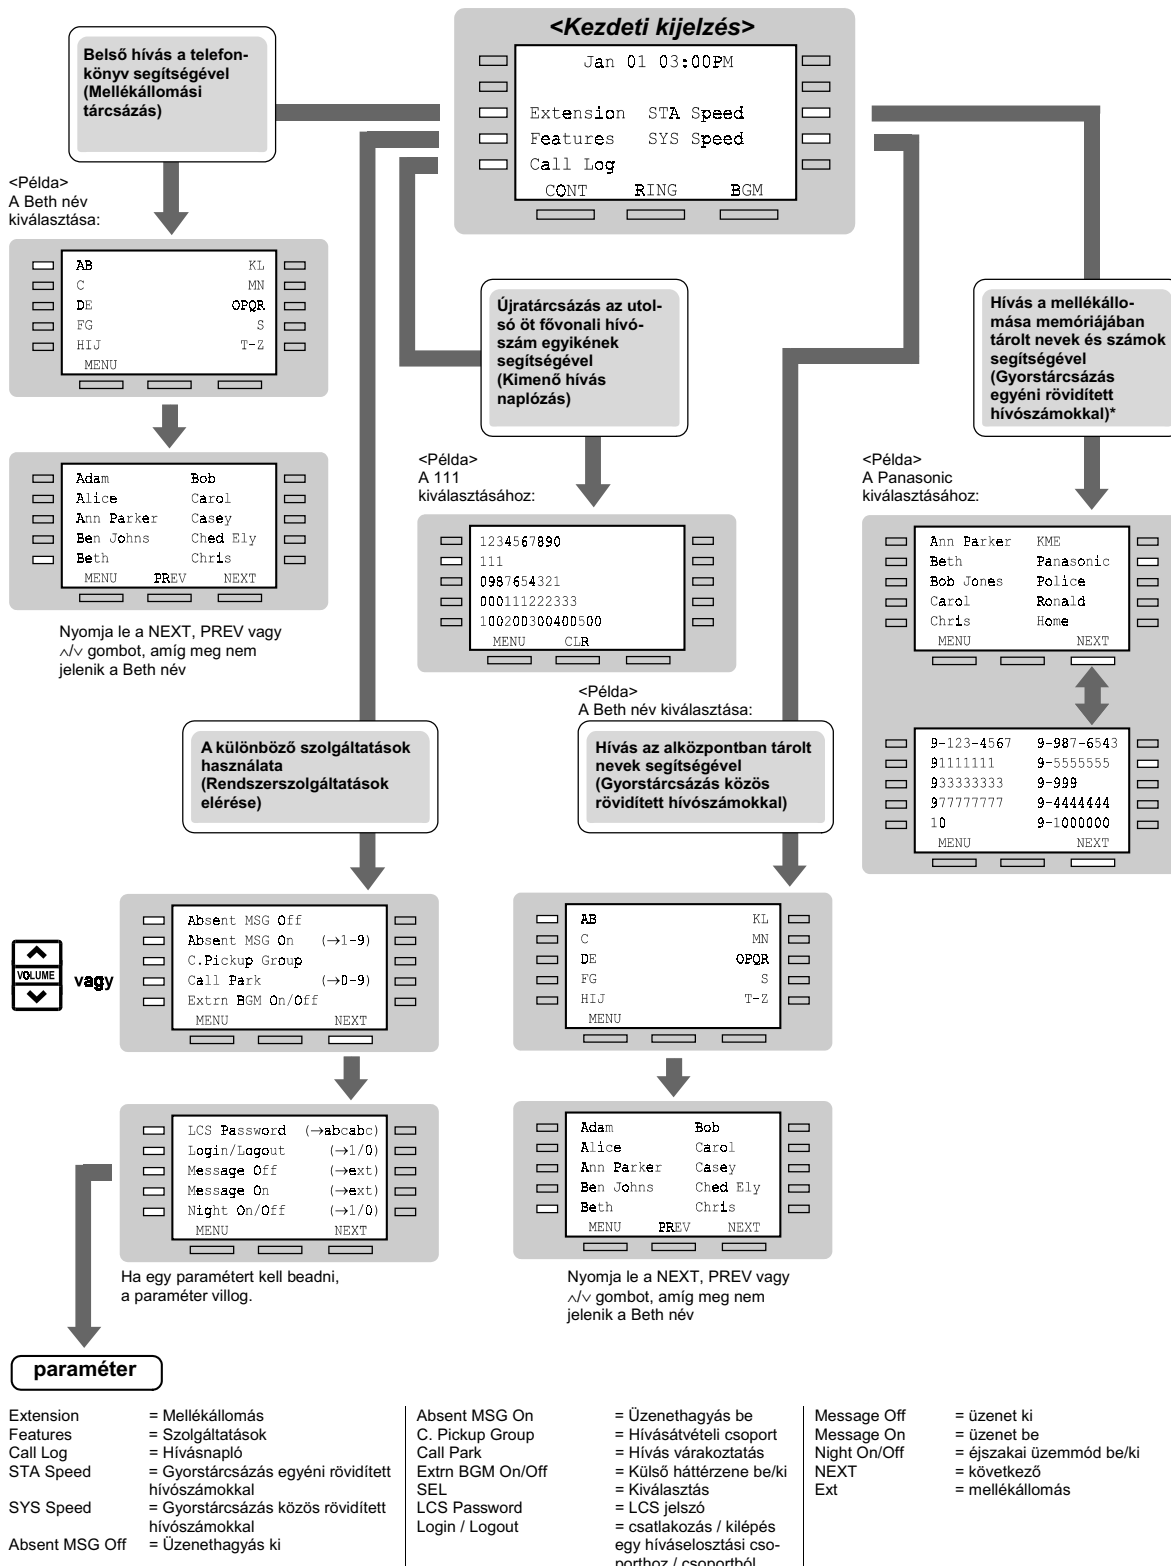 <Kezdeti kijelzés>
Jan 01 03:00PM
Extension STA Speed
Features SYS Speed
Call Log
CONT RING BGM
Belső hívás a telefon-
könyv segítségével
(Mellékállomási
tárcsázás)
<Példa>
A Beth név
kiválasztása:
AB KL
C MN
DE OPQR
FG S
HIJ T-Z
MENU
Adam Bob
Alice Carol
Ann Parker Casey
Ben Johns Ched Ely
Beth Chris
MENU PREV NEXT
Nyomja le a NEXT, PREV vagy
∧/∨ gombot, amíg meg nem
jelenik a Beth név
Újratárcsázás az utol-
só öt fővonali hívó-
szám egyikének
segítségével
(Kimenő hívás
naplózás)
<Példa>
A 111
kiválasztásához:
1234567890
111
0987654321
000111222333
100200300400500
MENU CLR
Hívás a mellékállo-
mása memóriájában
tárolt nevek és számok
segítségével
(Gyorstárcsázás
egyéni rövidített
hívószámokkal)*
<Példa>
A Panasonic
kiválasztásához:
Ann Parker KME
Beth Panasonic
Bob Jones Police
Carol Ronald
Chris Home
MENU NEXT
9-123-4567 9-987-6543
91111111 9-5555555
933333333 9-999
977777777 9-4444444
10 9-1000000
MENU NEXT
A különböző szolgáltatások
használata
(Rendszerszolgáltatások
elérése)
VOLUME
vagy
Absent MSG Off
Absent MSG On (→1-9)
C.Pickup Group
Call Park (→0-9)
Extrn BGM On/Off
MENU NEXT
LCS Password (→abcabc)
Login/Logout (→1/0)
Message Off (→ext)
Message On (→ext)
Night On/Off (→1/0)
MENU NEXT
Ha egy paramétert kell beadni,
a paraméter villog.
<Példa>
A Beth név kiválasztása:
Hívás az alközpontban tárolt
nevek segítségével
(Gyorstárcsázás közös
rövidített hívószámokkal)
AB KL
C MN
DE OPQR
FG S
HIJ T-Z
MENU
Adam Bob
Alice Carol
Ann Parker Casey
Ben Johns Ched Ely
Beth Chris
MENU PREV NEXT
Nyomja le a NEXT, PREV vagy
∧/∨ gombot, amíg meg nem
jelenik a Beth név
paraméter
Extension = Mellékállomás
Features = Szolgáltatások
Call Log = Hívásnapló
STA Speed = Gyorstárcsázás egyéni rövidített
hívószámokkal
SYS Speed = Gyorstárcsázás közös rövidített
hívószámokkal
Absent MSG Off = Üzenethagyás ki
Absent MSG On = Üzenethagyás be
C. Pickup Group = Hívásátvételi csoport
Call Park = Hívás várakoztatás
Extrn BGM On/Off = Külső háttérzene be/ki
SEL = Kiválasztás
LCS Password = LCS jelszó
Login / Logout = csatlakozás / kilépés
egy híváselosztási cso-
porthoz / csoportból
Message Off = üzenet ki
Message On = üzenet be
Night On/Off = éjszakai üzemmód be/ki
NEXT = következő
Ext = mellékállomás